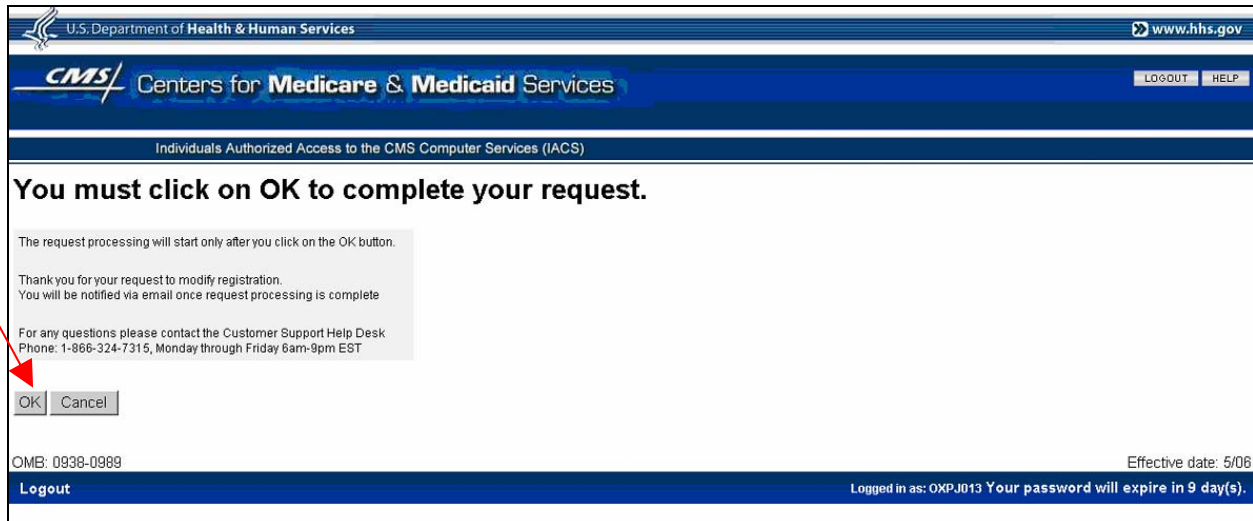 U.S. Department of Health & Human Services
www.hhs.gov
CMS/ Centers for Medicare & Medicaid Services
LOGOUT HELP
Individuals Authorized Access to the CMS Computer Services (IACS)
You must click on OK to complete your request.
The request processing will start only after you click on the OK button.
Thank you for your request to modify registration.
You will be notified via email once request processing is complete
For any questions please contact the Customer Support Help Desk
Phone: 1-866-324-7315, Monday through Friday 6am-9pm EST
OK Cancel
OMB: 0938-0989
Effective date: 5/06
Logout
Logged in as: OXPJ013 Your password will expire in 9 day(s).